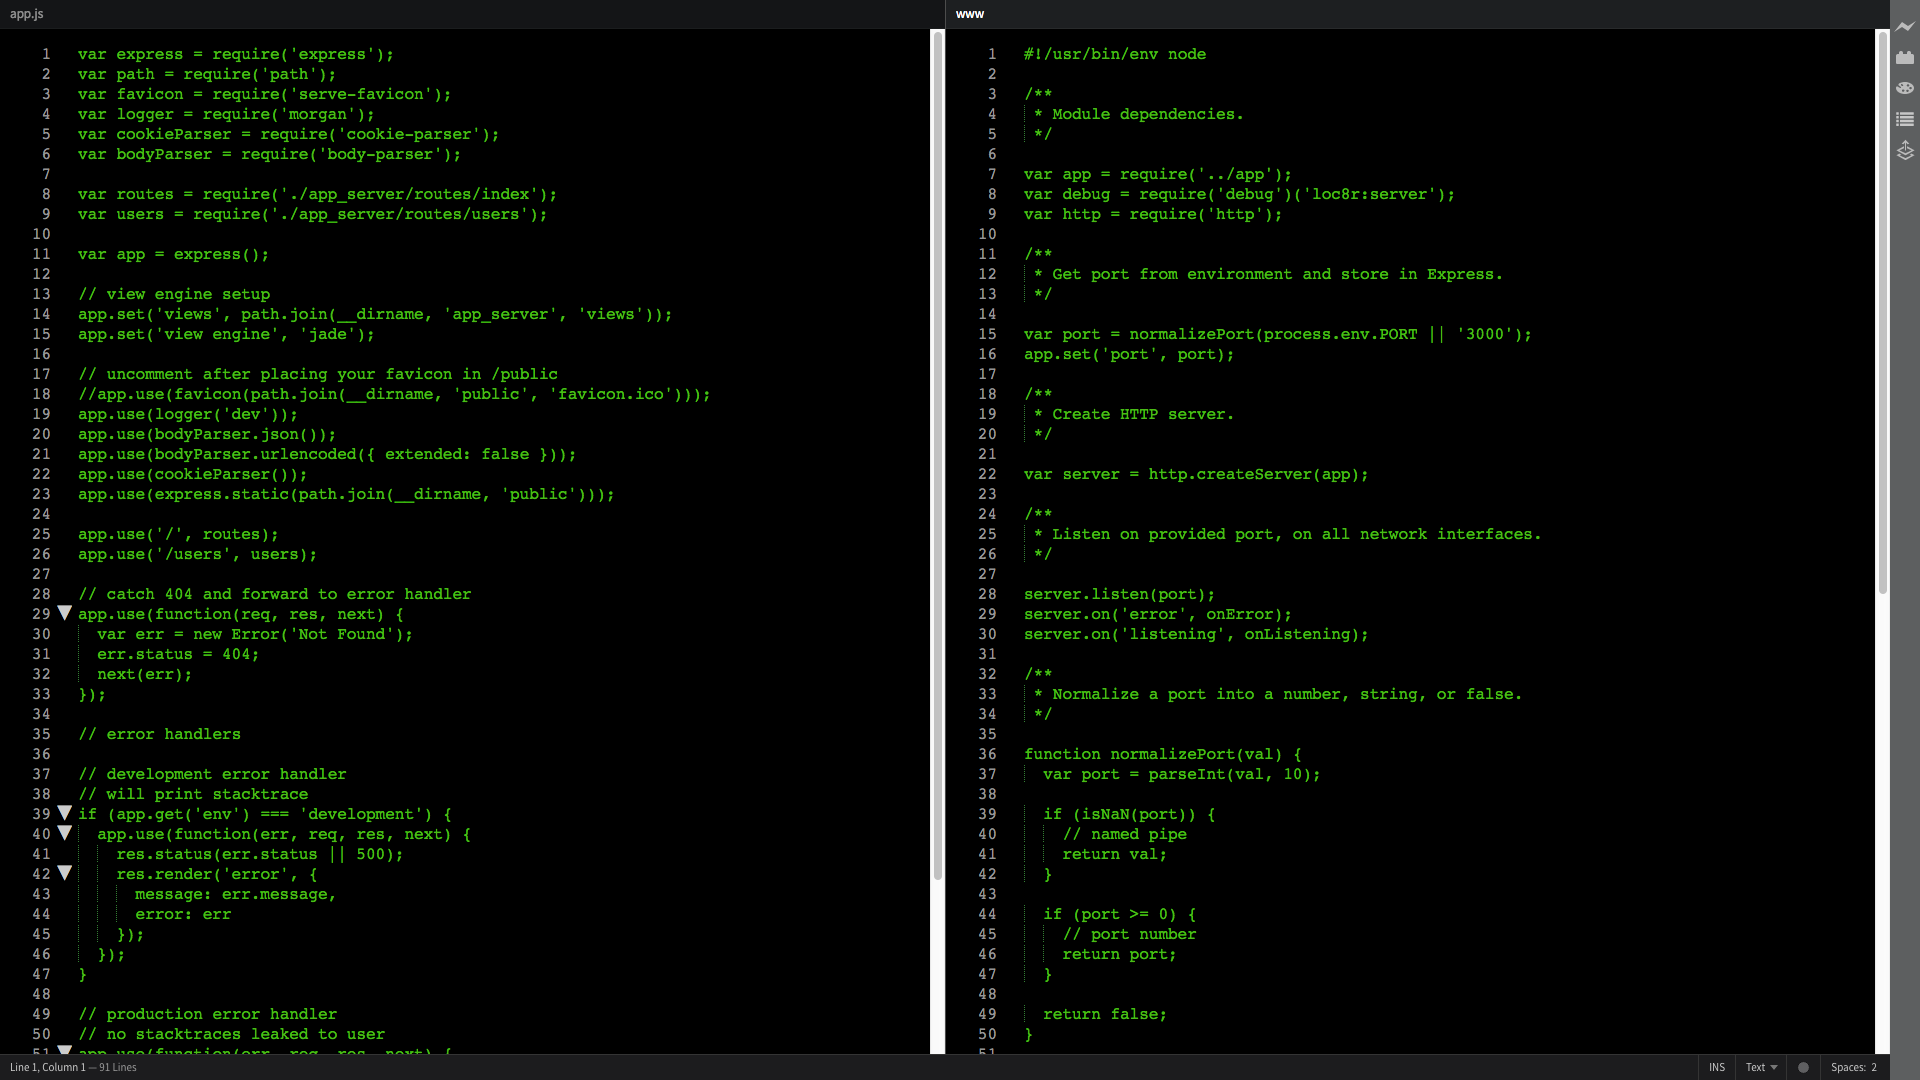 app.js
1 var express = require('express');
2 var path = require('path');
3 var favicon = require('serve-favicon');
4 var logger = require('morgan');
5 var cookieParser = require('cookie-parser');
6 var bodyParser = require('body-parser');
7
8 var routes = require('./app_server/routes/index');
9 var users = require('./app_server/routes/users');
10
11 var app = express();
12
13 // view engine setup
14 app.set('views', path.join(__dirname, 'app_server', 'views'));
15 app.set('view engine', 'jade');
16
17 // uncomment after placing your favicon in /public
18 //app.use(favicon(path.join(__dirname, 'public', 'favicon.ico')));
19 app.use(logger('dev'));
20 app.use(bodyParser.json());
21 app.use(bodyParser.urlencoded({ extended: false }));
22 app.use(cookieParser());
23 app.use(express.static(path.join(__dirname, 'public')));
24
25 app.use('/', routes);
26 app.use('/users', users);
27
28 // catch 404 and forward to error handler
29 app.use(function(req, res, next) {
30   var err = new Error('Not Found');
31   err.status = 404;
32   next(err);
33 });
34
35 // error handlers
36
37 // development error handler
38 // will print stacktrace
39 if (app.get('env') === 'development') {
40   app.use(function(err, req, res, next) {
41     res.status(err.status || 500);
42     res.render('error', {
43       message: err.message,
44       error: err
45     });
46   });
47 }
48
49 // production error handler
50 // no stacktraces leaked to user
51 app.use(function(err, req, res, next) {
www
1 #!/usr/bin/env node
2
3 /**
4  * Module dependencies.
5  */
6
7 var app = require('../app');
8 var debug = require('debug')('loc8r:server');
9 var http = require('http');
10
11 /**
12  * Get port from environment and store in Express.
13  */
14
15 var port = normalizePort(process.env.PORT || '3000');
16 app.set('port', port);
17
18 /**
19  * Create HTTP server.
20  */
21
22 var server = http.createServer(app);
23
24 /**
25  * Listen on provided port, on all network interfaces.
26  */
27
28 server.listen(port);
29 server.on('error', onError);
30 server.on('listening', onListening);
31
32 /**
33  * Normalize a port into a number, string, or false.
34  */
35
36 function normalizePort(val) {
37   var port = parseInt(val, 10);
38
39   if (isNaN(port)) {
40     // named pipe
41     return val;
42   }
43
44   if (port >= 0) {
45     // port number
46     return port;
47   }
48
49   return false;
50 }
51
Line 1, Column 1 — 91 Lines
INS Text Spaces: 2